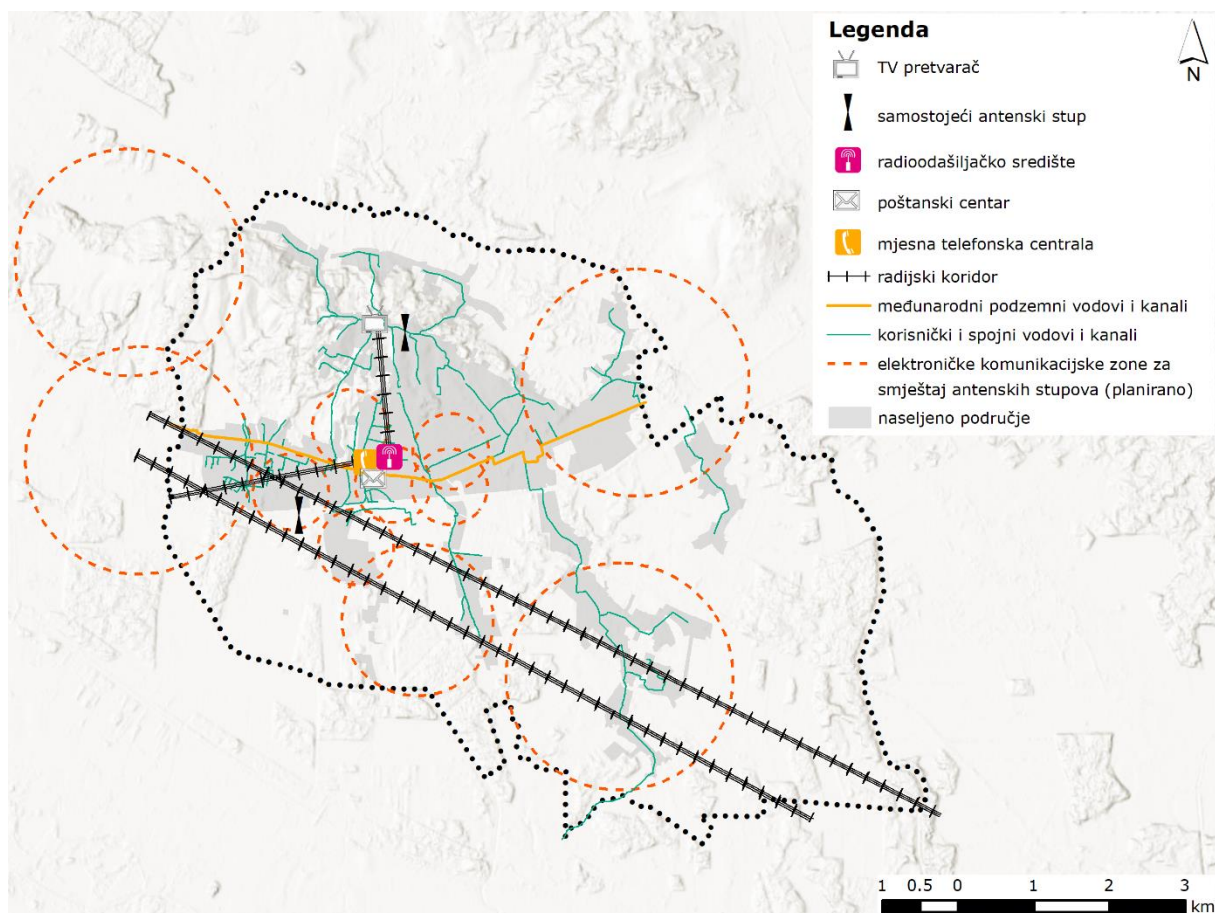 Legenda
N
TV pretvarač
samostojeći antenski stup
radioodašiljačko središte
poštanski centar
mjesna telefonska centrala
radijski koridor
međunarodni podzemni vodovi i kanali
korisnički i spojni vodovi i kanali
elektroničke komunikacijske zone za
smještaj antenskih stupova (planirano)
naseljeno područje
1 0.5 0 1 2 3
km